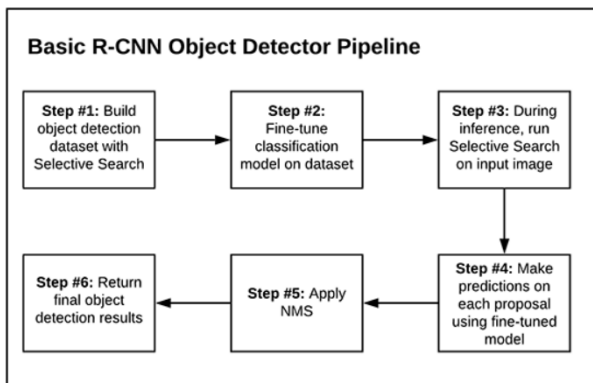 Basic R-CNN Object Detector Pipeline
Step #1: Build
object detection
dataset with
Selective Search
Step #2:
Fine-tune
classification
model on dataset
Step #3: During
inference, run
Selective Search
on input image
Step #4: Make
predictions on
each proposal
using fine-tuned
model
Step #5: Apply
NMS
Step #6: Return
final object
detection results